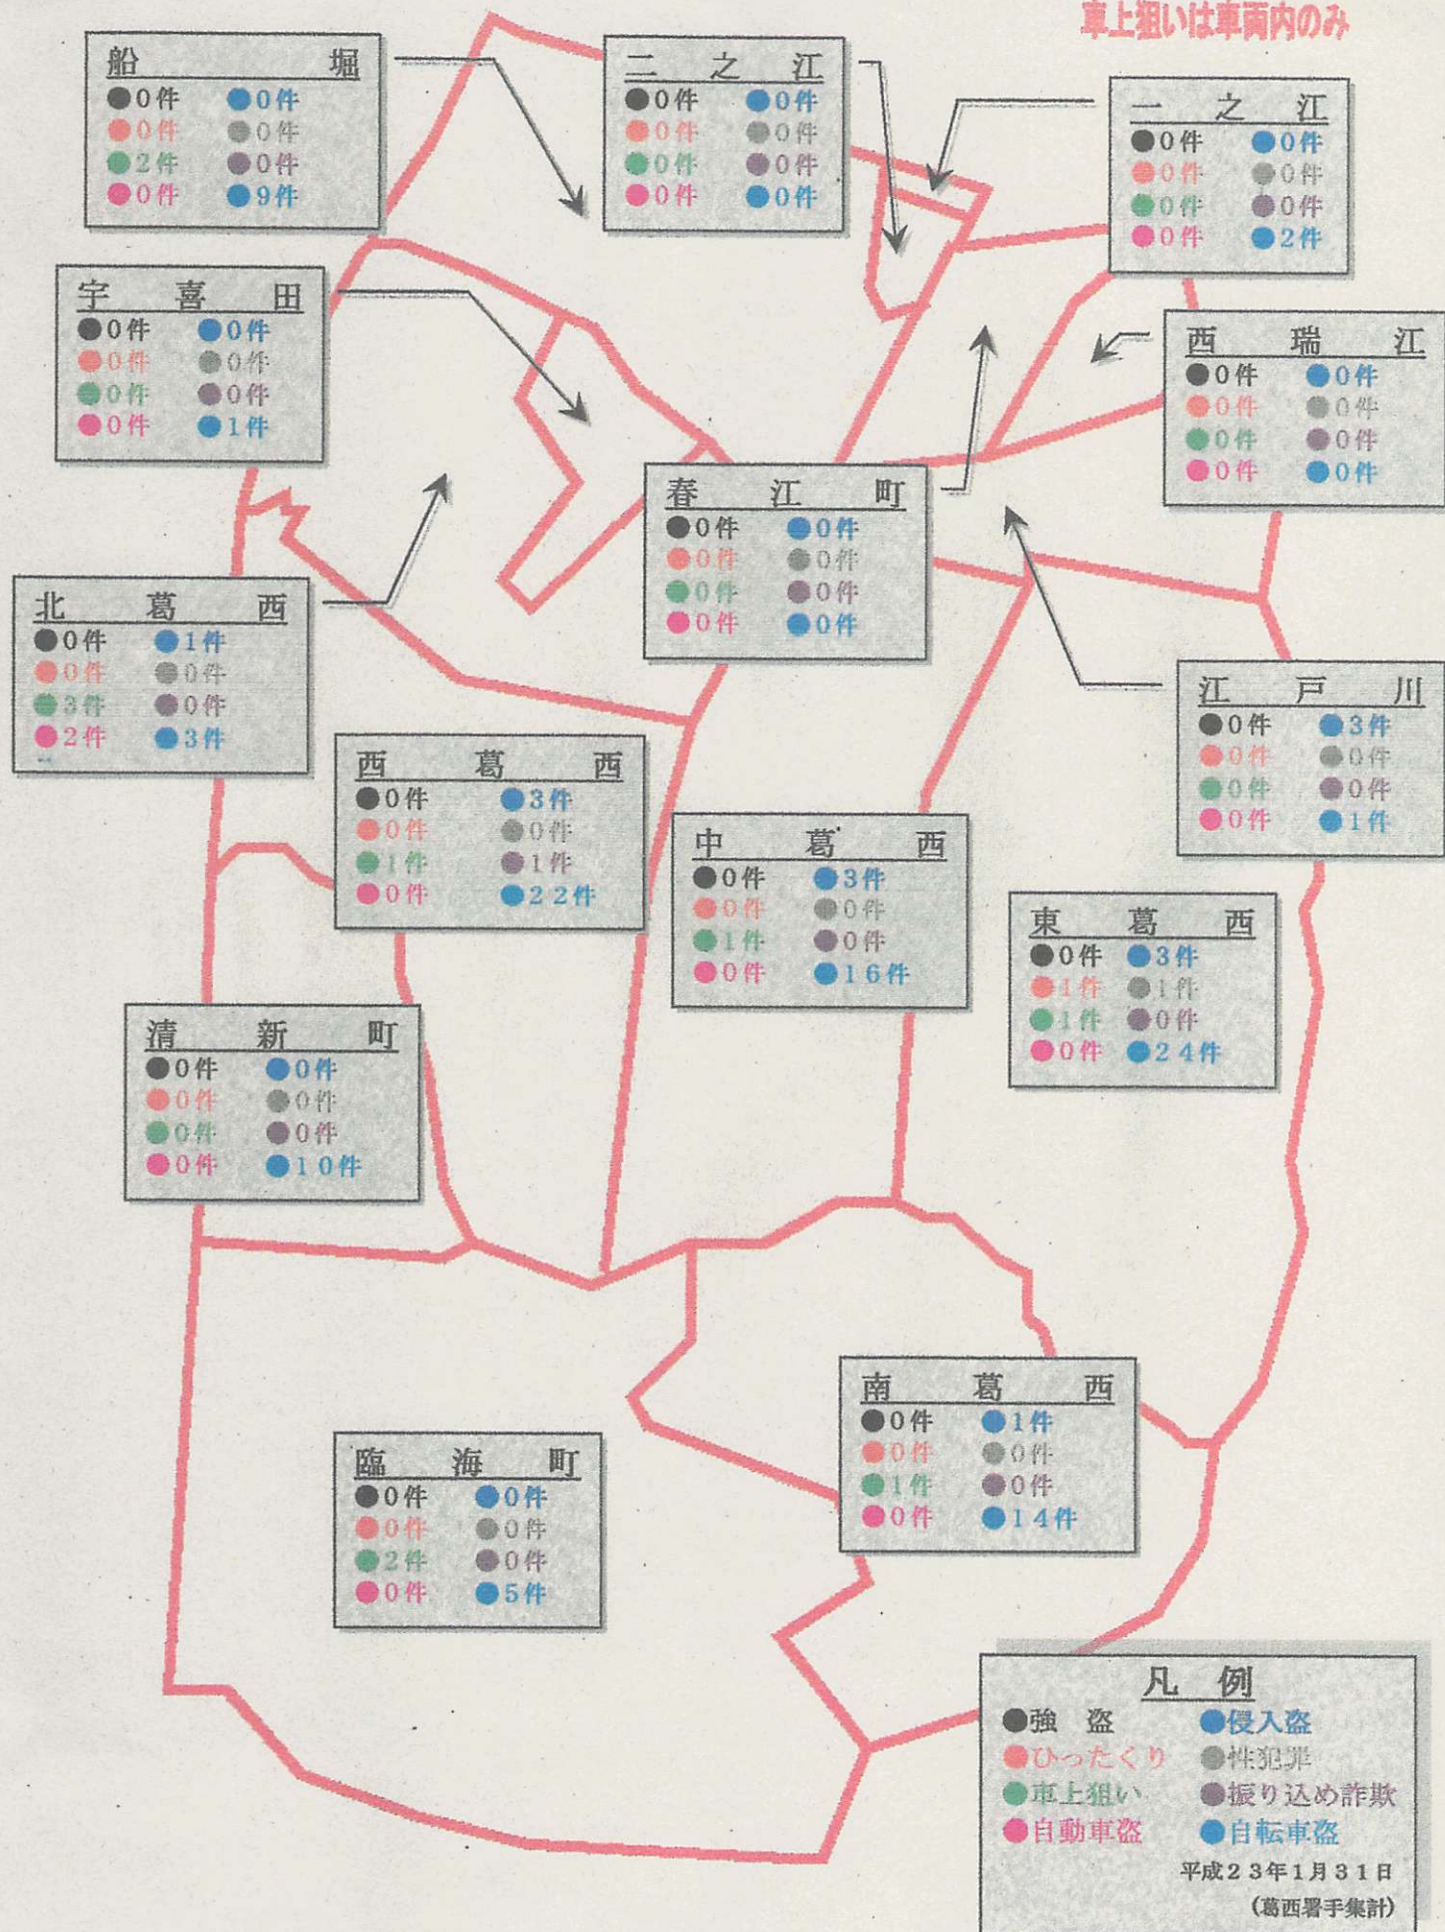 車上狙いは車両内のみ
船堀
●0件 ●0件
●0件 ●0件
●2件 ●0件
●0件 ●9件
二之江
●0件 ●0件
●0件 ●0件
●0件 ●0件
●0件 ●0件
一之江
●0件 ●0件
●0件 ●0件
●0件 ●0件
●0件 ●2件
宇喜田
●0件 ●0件
●0件 ●0件
●0件 ●0件
●0件 ●1件
西瑞江
●0件 ●0件
●0件 ●0件
●0件 ●0件
●0件 ●0件
春江町
●0件 ●0件
●0件 ●0件
●0件 ●0件
●0件 ●0件
北葛西
●0件 ●1件
●0件 ●0件
●3件 ●0件
●2件 ●3件
江戸川
●0件 ●3件
●0件 ●0件
●0件 ●0件
●0件 ●1件
西葛西
●0件 ●3件
●0件 ●0件
●1件 ●1件
●0件 ●22件
中葛西
●0件 ●3件
●0件 ●0件
●1件 ●0件
●0件 ●16件
東葛西
●0件 ●3件
●1件 ●1件
●1件 ●0件
●0件 ●24件
清新町
●0件 ●0件
●0件 ●0件
●0件 ●0件
●0件 ●10件
南葛西
●0件 ●1件
●0件 ●0件
●1件 ●0件
●0件 ●14件
臨海町
●0件 ●0件
●0件 ●0件
●2件 ●0件
●0件 ●5件
凡例
●強盗 ●侵入盗
●ひったくり ●性犯罪
●車上狙い ●振り込め詐欺
●自動車盗 ●自転車盗
平成23年1月31日
(葛西署手集計)